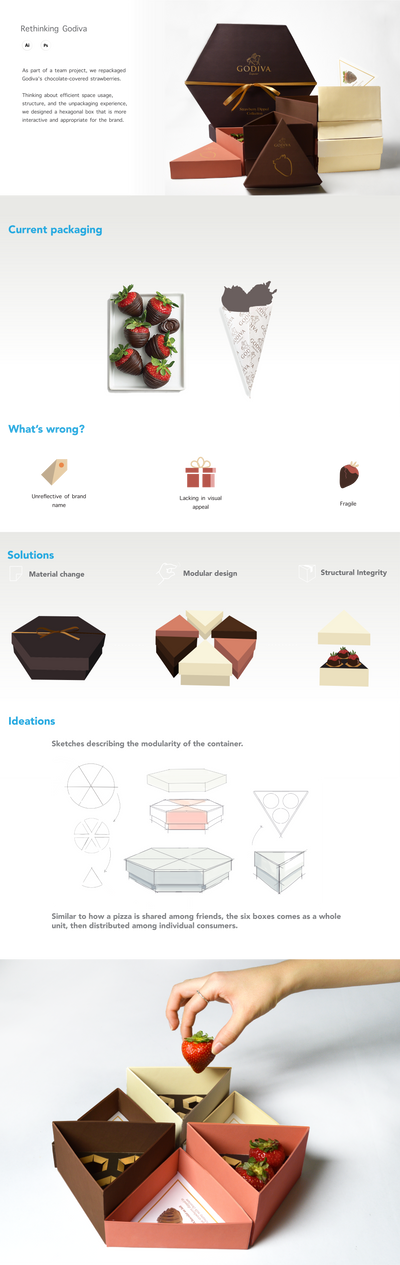 Rethinking Godiva
Ai
Ps
As part of a team project, we repackaged
Godiva's chocolate-covered strawberries.
Thinking about efficient space usage,
structure, and the unpackaging experience,
we designed a hexagonal box that is more
interactive and appropriate for the brand.
GODIVA
Current packaging
What's wrong?
Unreflective of brand
name
Lacking in visual
appeal
Fragile
Solutions
Material change
Modular design
Structural Integrity
Ideations
Sketches describing the modularity of the container.
Similar to how a pizza is shared among friends, the six boxes comes as a whole
unit, then distributed among individual consumers.